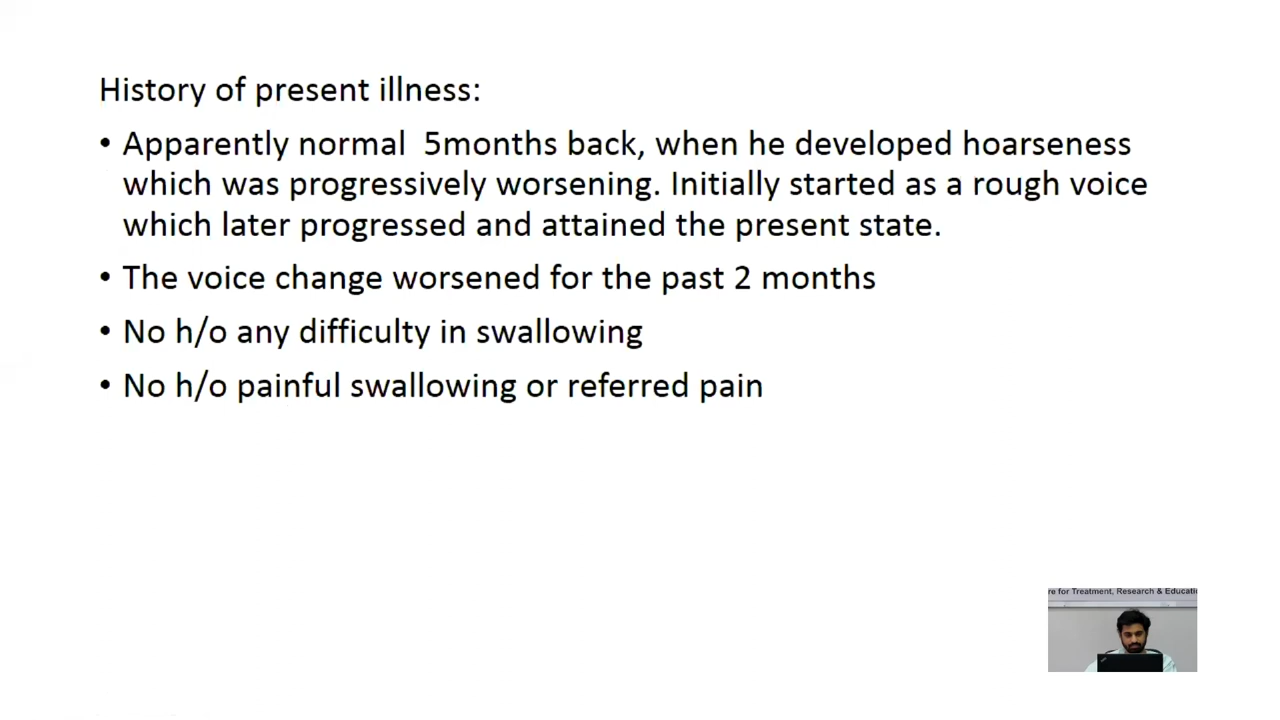 History of present illness:
• Apparently normal 5months back, when he developed hoarseness
which was progressively worsening. Initially started as a rough voice
which later progressed and attained the present state.
• The voice change worsened for the past 2 months
• No h/o any difficulty in swallowing
• No h/o painful swallowing or referred pain
re for Treatment, Research & Educatio